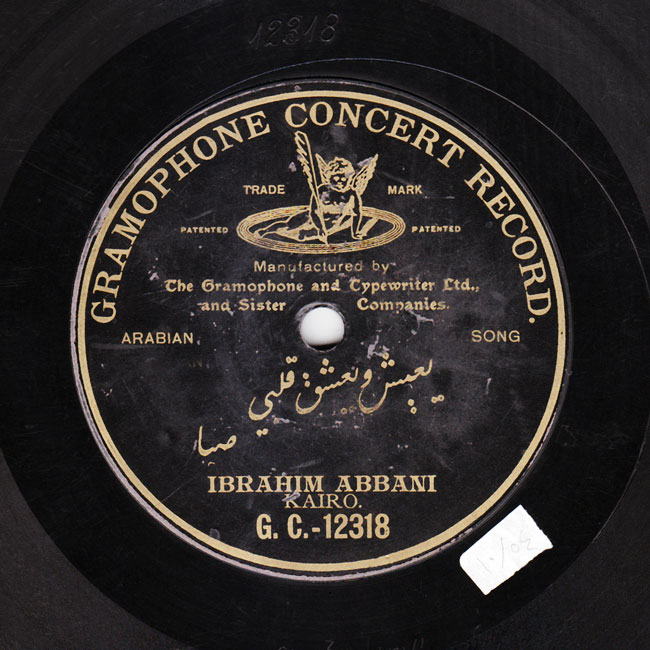 12318
GRAMOPHONE CONCERT RECORD.
TRADE MARK
PATENTED PATENTED
Manufactured by
The Gramophone and Typewriter Ltd.,
and Sister Companies.
ARABIAN SONG
يعيش ويعشق قلبي
صبا
IBRAHIM ABBANI
KAIRO.
G. C.-12318